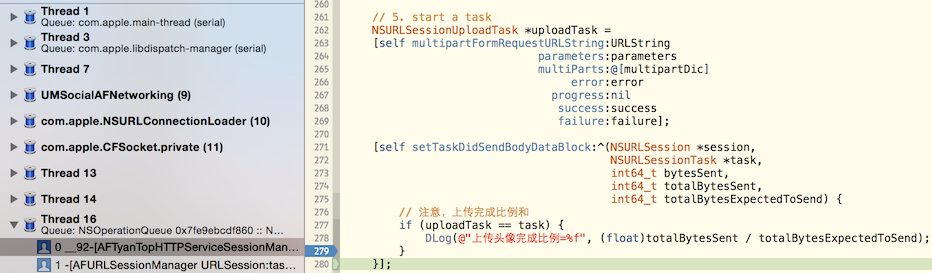 Thread 1
Queue: com.apple.main-thread (serial)
Thread 3
Queue: com.apple.libdispatch-manager (serial)
Thread 7
UMSocialAFNetworking (9)
com.apple.NSURLConnectionLoader (10)
com.apple.CFSocket.private (11)
Thread 13
Thread 14
Thread 16
Queue: NSOperationQueue 0x7fe9ebcdf860 :: N...
0 __92-[AFTyanTopHTTPServiceSessionMan...
1 -[AFURLSessionManager URLSession:tas...
260
261 // 5. start a task
262 NSURLSessionUploadTask *uploadTask =
263 [self multipartFormRequestURLString:URLString
264 parameters:parameters
265 multiParts:@[multipartDic]
266 error:error
267 progress:nil
268 success:success
269 failure:failure];
270
271 [self setTaskDidSendBodyDataBlock:^(NSURLSession *session,
272 NSURLSessionTask *task,
273 int64_t bytesSent,
274 int64_t totalBytesSent,
275 int64_t totalBytesExpectedToSend) {
276 // 注意，上传完成比例和
277 if (uploadTask == task) {
278 DLog(@"上传头像完成比例=%f", (float)totalBytesSent / totalBytesExpectedToSend);
279 }
280 }];